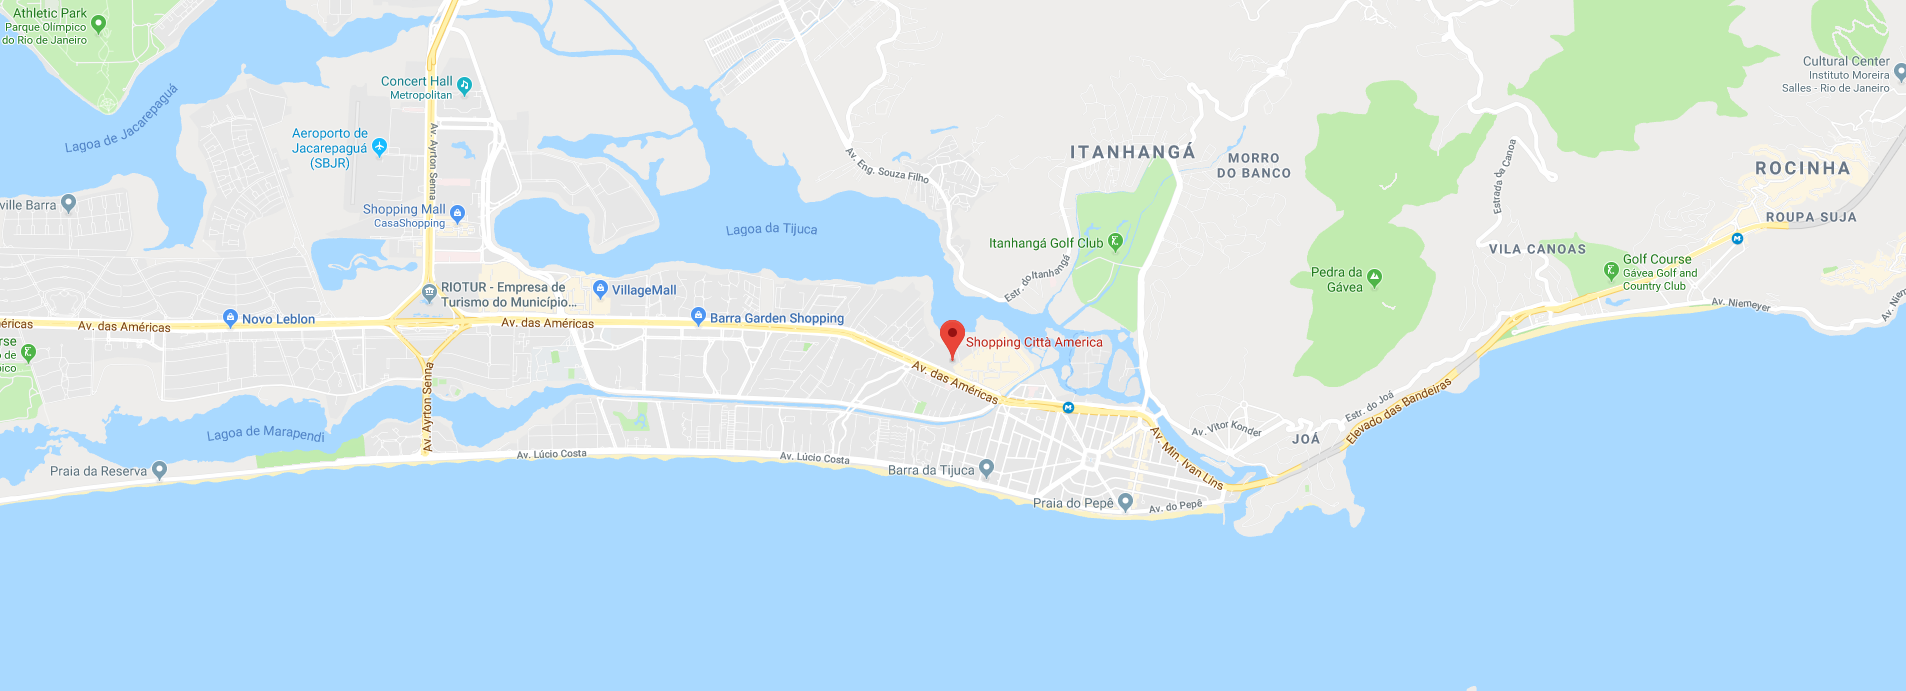 Athletic Park
Parque Olímpico
do Rio de Janeiro
Lagoa de Jacarepaguá
Concert Hall
Metropolitan
Aeroporto de
Jacarepaguá
(SBJR)
Av. Ayrton Senna
ville Barra
Shopping Mall
CasaShopping
Lagoa da Tijuca
Av. Eng. Souza Filho
ITANHANGÁ
MORRO
DO BANCO
Itanhangá Golf Club
Estr. do Itanhangá
Pedra da
Gávea
Estrada da Canoa
VILA CANOAS
Cultural Center
Instituto Moreira
Salles - Rio de Janeiro
ROCINHA
ROUPA SUJA
Golf Course
Gávea Golf and
Country Club
Av. Niemeyer
Av. Nien
RIOTUR - Empresa de
Turismo do Município...
VillageMall
Novo Leblon
Barra Garden Shopping
éricas
Av. das Américas
Av. das Américas
Shopping Città America
Av. das Américas
urse
o de
pico
Av. Ayrton Senna
Lagoa de Marapendi
Praia da Reserva
Av. Lúcio Costa
Av. Lúcio Costa
Barra da Tijuca
Praia do Pepê
Av. do Pepê
Av. Min. Ivan Lins
Av. Vitor Konder
JOÁ
Estr. do Joá
Elevado das Bandeiras